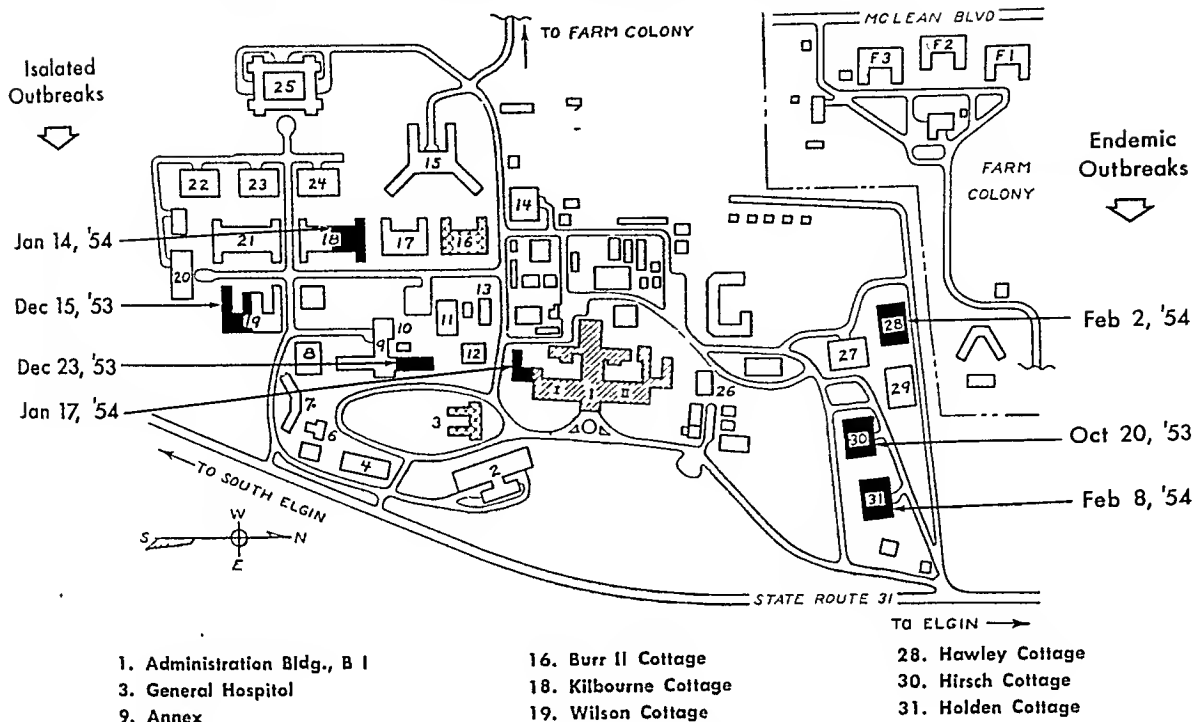 MCLEAN BLVD
TO FARM COLONY
F3
F2
F1
Isolated
Outbreaks
25
15
FARM
COLONY
Endemic
Outbreaks
22
23
24
14
Jan 14, '54
21
18
17
16
20
Dec 15, '53
19
10
11
13
28
Feb 2, '54
8
9
12
27
Dec 23, '53
Jan 17, '54
7
I
1
II
26
29
3
6
30
Oct 20, '53
4
2
31
Feb 8, '54
TO SOUTH ELGIN
W
S
N
E
STATE ROUTE 31
To ELGIN
1. Administration Bldg., B I
3. General Hospitol
9. Annex
16. Burr II Cottage
18. Kilbourne Cottage
19. Wilson Cottage
28. Hawley Cottage
30. Hirsch Cottage
31. Holden Cottage